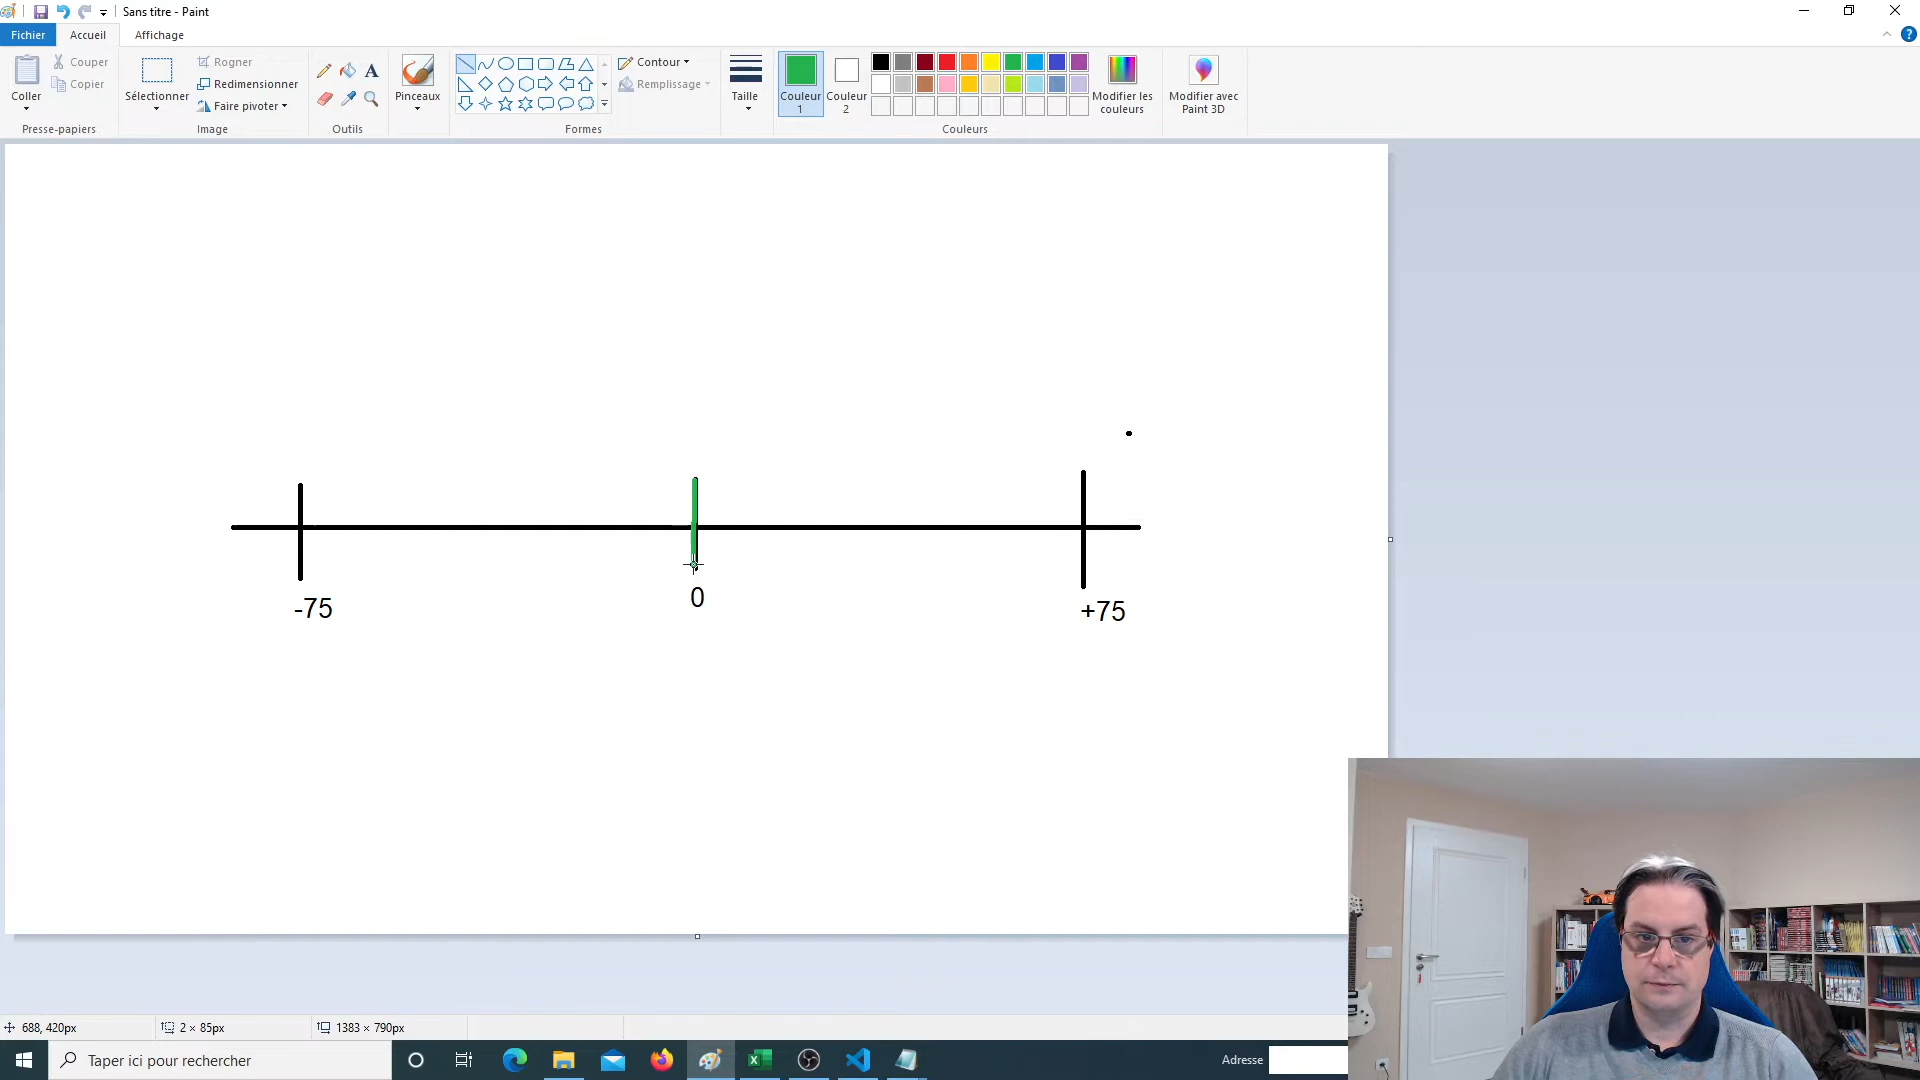 Sans titre - Paint
Fichier
Accueil
Affichage
Coller
Couper
Copier
Presse-papiers
Sélectionner
Rogner
Redimensionner
Faire pivoter
Image
A
Outils
Pinceaux
Contour
Remplissage
Formes
Taille
Couleur 1
Couleur 2
Modifier les couleurs
Couleurs
Modifier avec Paint 3D
-75
0
+75
688, 420px
2 × 85px
1383 × 790px
Taper ici pour rechercher
Adresse